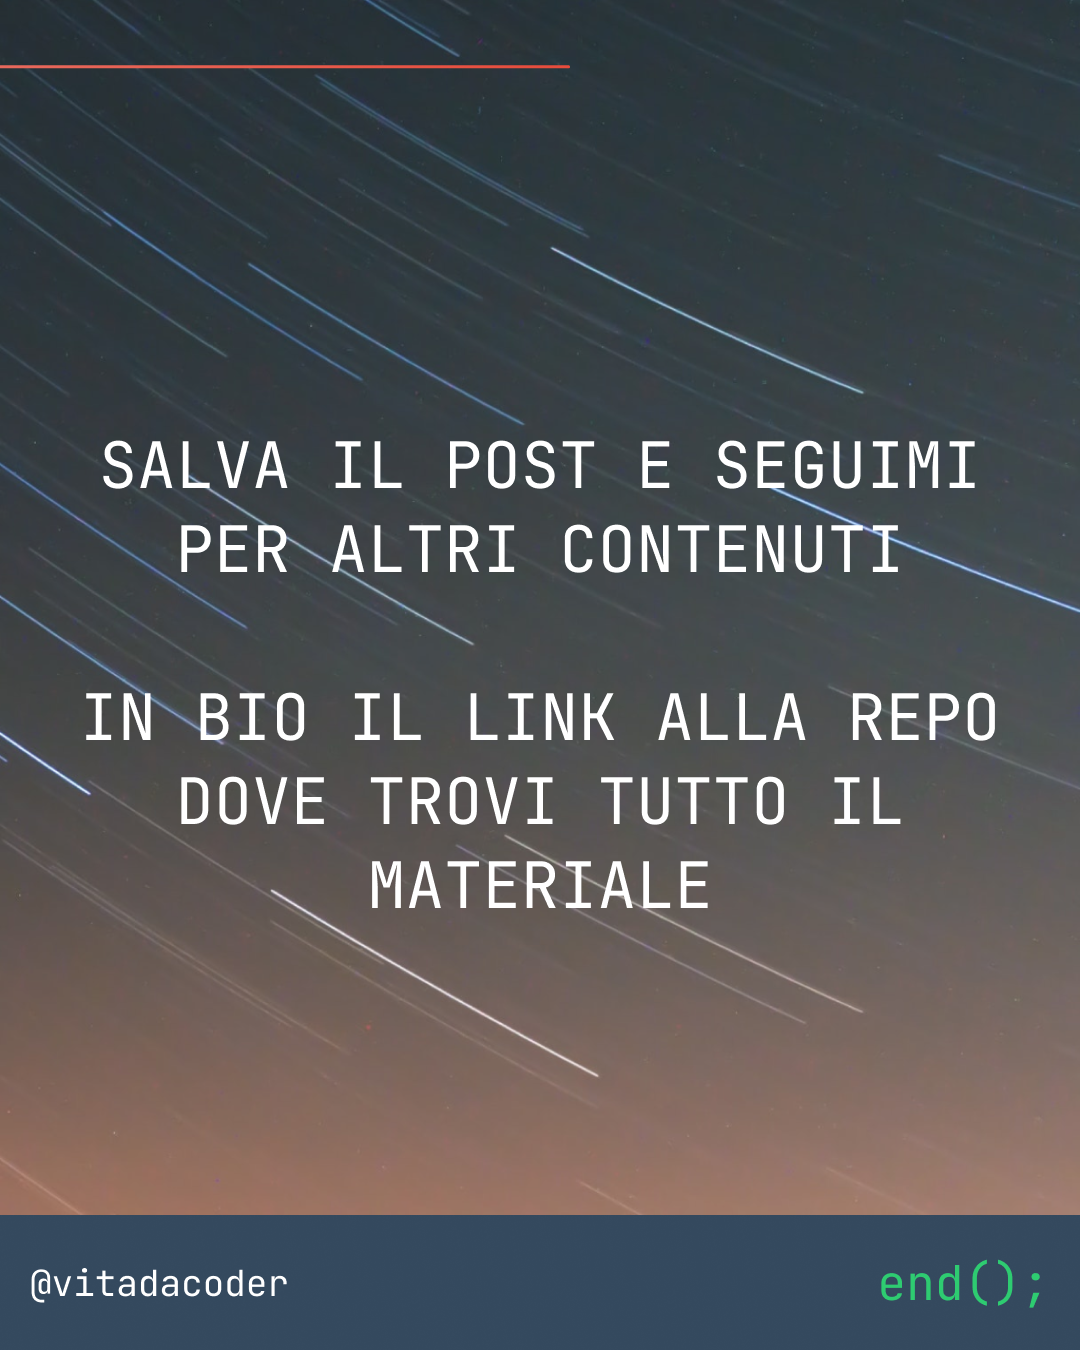 SALVA IL POST E SEGUIMI
PER ALTRI CONTENUTI
IN BIO IL LINK ALLA REPO
DOVE TROVI TUTTO IL
MATERIALE
@vitadacoder
end();